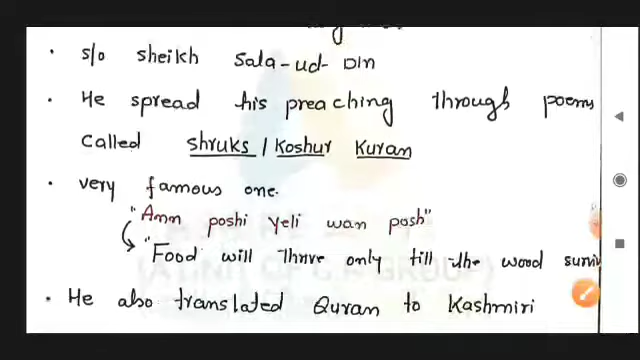 • s/o sheikh Sala-ud-Din
• He spread his preaching through poems
called shruks / Koshur Kuran
• very famous one.
"Ann poshi yeli wan posh"
"Food will thrive only till the wood surviv
• He also translated Quran to Kashmiri